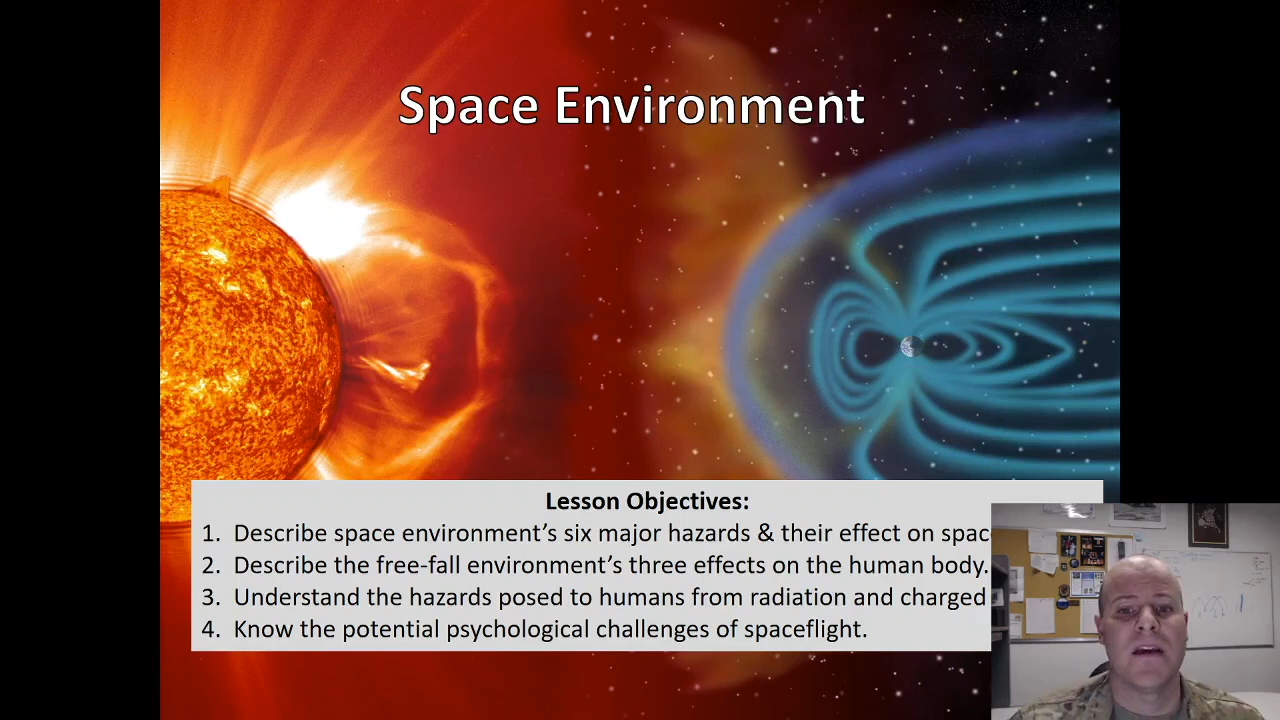 Space Environment
Lesson Objectives:
1. Describe space environment’s six major hazards & their effect on spac
2. Describe the free-fall environment’s three effects on the human body.
3. Understand the hazards posed to humans from radiation and charged
4. Know the potential psychological challenges of spaceflight.